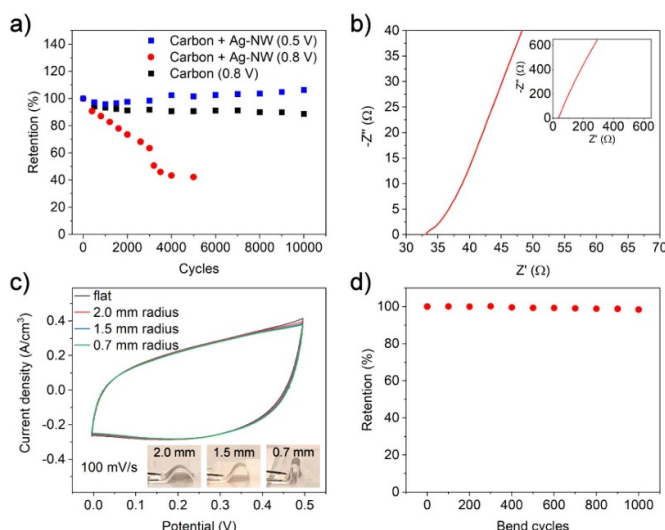 a)
Carbon + Ag-NW (0.5 V)
Carbon + Ag-NW (0.8 V)
Carbon (0.8 V)
140
120
100
80
60
40
20
0
0 2000 4000 6000 8000 10000
Retention (%)
Cycles
b)
40
35
30
25
20
15
10
5
0
30 35 40 45 50 55 60 65 70
-Z'' (Ω)
Z' (Ω)
600
400
200
0
0 200 400 600
-Z'' (Ω)
Z' (Ω)
c)
flat
2.0 mm radius
1.5 mm radius
0.7 mm radius
0.4
0.2
0.0
-0.2
-0.4
100 mV/s
2.0 mm 1.5 mm 0.7 mm
0.0 0.1 0.2 0.3 0.4 0.5
Current density (A/cm³)
Potential (V)
d)
100
80
60
40
20
0
0 200 400 600 800 1000
Retention (%)
Bend cycles